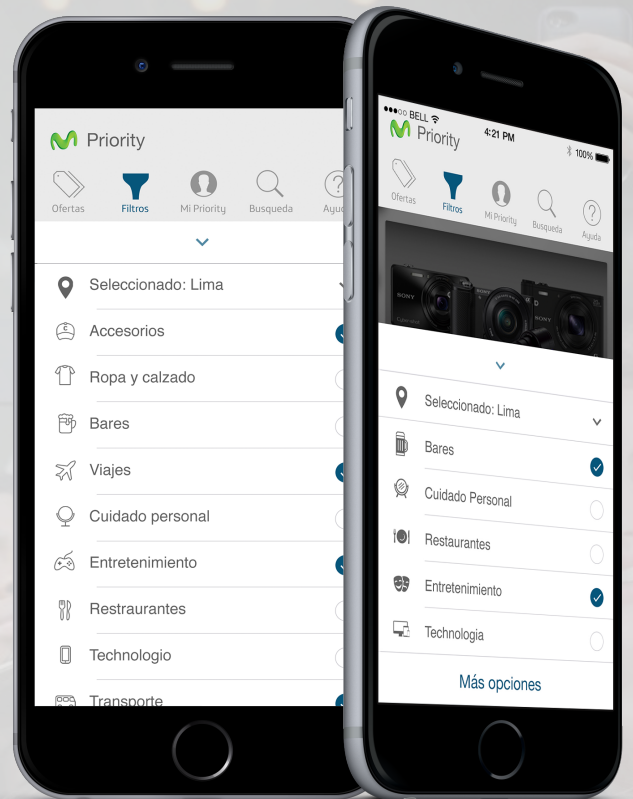 Priority
Ofertas
Filtros
Mi Priority
Busqueda
Seleccionado: Lima
Accesorios
Ropa y calzado
Bares
Viajes
Cuidado personal
Entretenimiento
Restraurantes
Technologio
Transporte
BELL
4:21 PM
100%
Priority
Ofertas
Filtros
Mi Priority
Busqueda
Ayuda
SONY
SONY
Seleccionado: Lima
Bares
Cuidado Personal
Restaurantes
Entretenimiento
Technologia
Más opciones